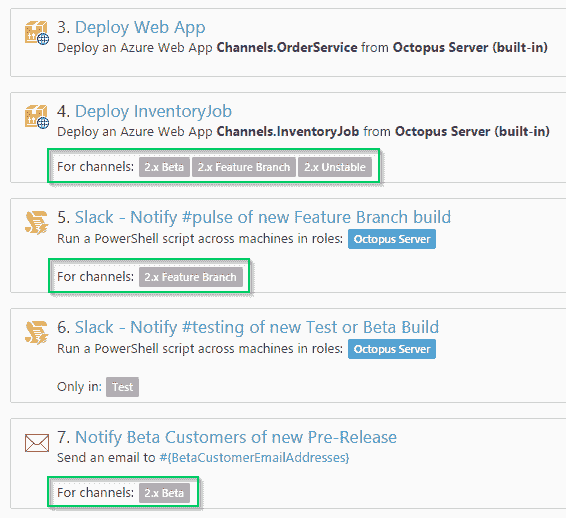 3. Deploy Web App
Deploy an Azure Web App Channels.OrderService from Octopus Server (built-in)
4. Deploy InventoryJob
Deploy an Azure Web App Channels.InventoryJob from Octopus Server (built-in)
For channels: 2.x Beta 2.x Feature Branch 2.x Unstable
5. Slack - Notify #pulse of new Feature Branch build
Run a PowerShell script across machines in roles: Octopus Server
For channels: 2.x Feature Branch
6. Slack - Notify #testing of new Test or Beta Build
Run a PowerShell script across machines in roles: Octopus Server
Only in: Test
7. Notify Beta Customers of new Pre-Release
Send an email to #{BetaCustomerEmailAddresses}
For channels: 2.x Beta